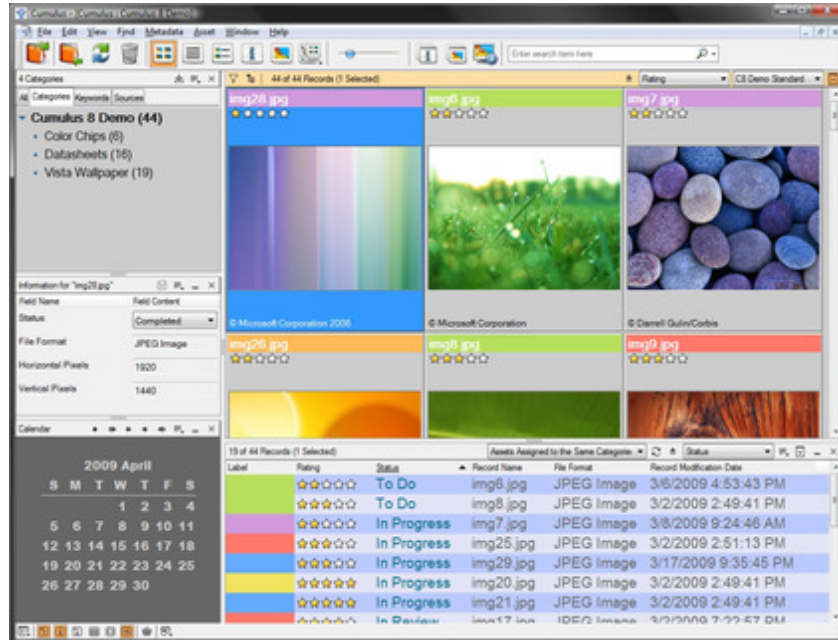 Cumulus - [Cumulus : Cumulus 8 Demo]
File Edit View Find Metadata Asset Window Help
Enter search term here
4 Categories
44 of 44 Records (1 Selected)
Rating
C8 Demo Standard
All Categories Keywords Sources
Cumulus 8 Demo (44)
Color Chips (6)
Datasheets (16)
Vista Wallpaper (19)
img28.jpg
img6.jpg
img7.jpg
© Microsoft Corporation 2006
© Microsoft Corporation
© Darrell Gulin/Corbis
img26.jpg
img8.jpg
img9.jpg
Information for "img28.jpg"
Field Name Field Content
Status Completed
File Format JPEG Image
Horizontal Pixels 1920
Vertical Pixels 1440
Calendar
2009 April
S M T W T F S
1 2 3 4
5 6 7 8 9 10 11
12 13 14 15 16 17 18
19 20 21 22 23 24 25
26 27 28 29 30
19 of 44 Records (1 Selected)
Assets Assigned to the Same Categories
Status
Label Rating Status Record Name File Format Record Modification Date
To Do img6.jpg JPEG Image 3/6/2009 4:53:43 PM
To Do img8.jpg JPEG Image 3/2/2009 2:49:41 PM
In Progress img7.jpg JPEG Image 3/8/2009 9:24:46 AM
In Progress img25.jpg JPEG Image 3/2/2009 2:51:13 PM
In Progress img29.jpg JPEG Image 3/17/2009 9:35:45 PM
In Progress img20.jpg JPEG Image 3/2/2009 2:49:41 PM
In Progress img21.jpg JPEG Image 3/2/2009 2:49:41 PM
In Review img17.jpg JPEG Image 3/2/2009 7:22:57 PM